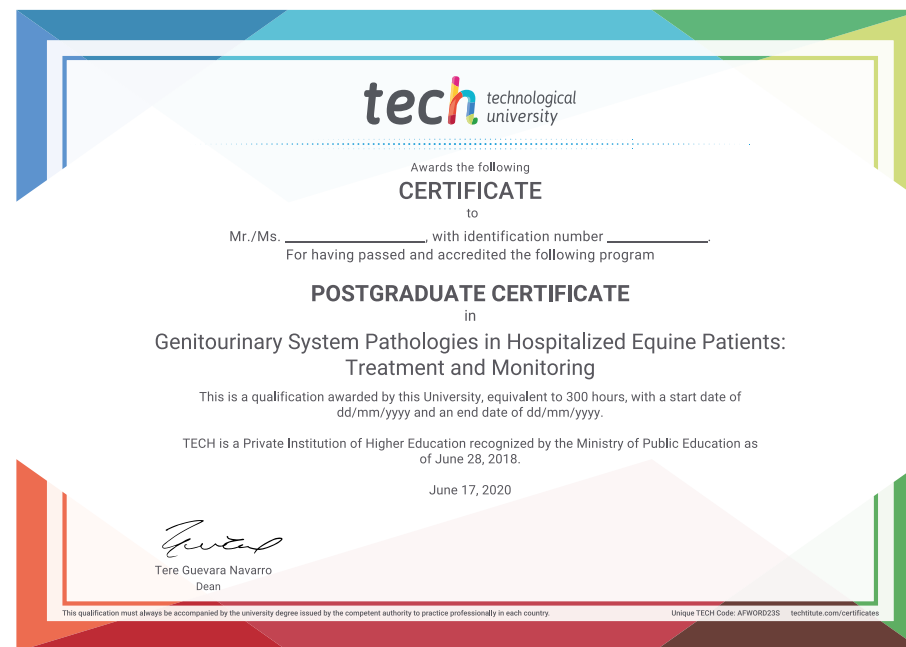 tech technological
university
Awards the following
CERTIFICATE
to
Mr./Ms. ____________________, with identification number __________________.
For having passed and accredited the following program
POSTGRADUATE CERTIFICATE
in
Genitourinary System Pathologies in Hospitalized Equine Patients:
Treatment and Monitoring
This is a qualification awarded by this University, equivalent to 300 hours, with a start date of
dd/mm/yyyy and an end date of dd/mm/yyyy.
TECH is a Private Institution of Higher Education recognized by the Ministry of Public Education as
of June 28, 2018.
June 17, 2020
Tere Guevara Navarro
Dean
This qualification must always be accompanied by the university degree issued by the competent authority to practice professionally in each country. Unique TECH Code: AFWORD23S techtitute.com/certificates